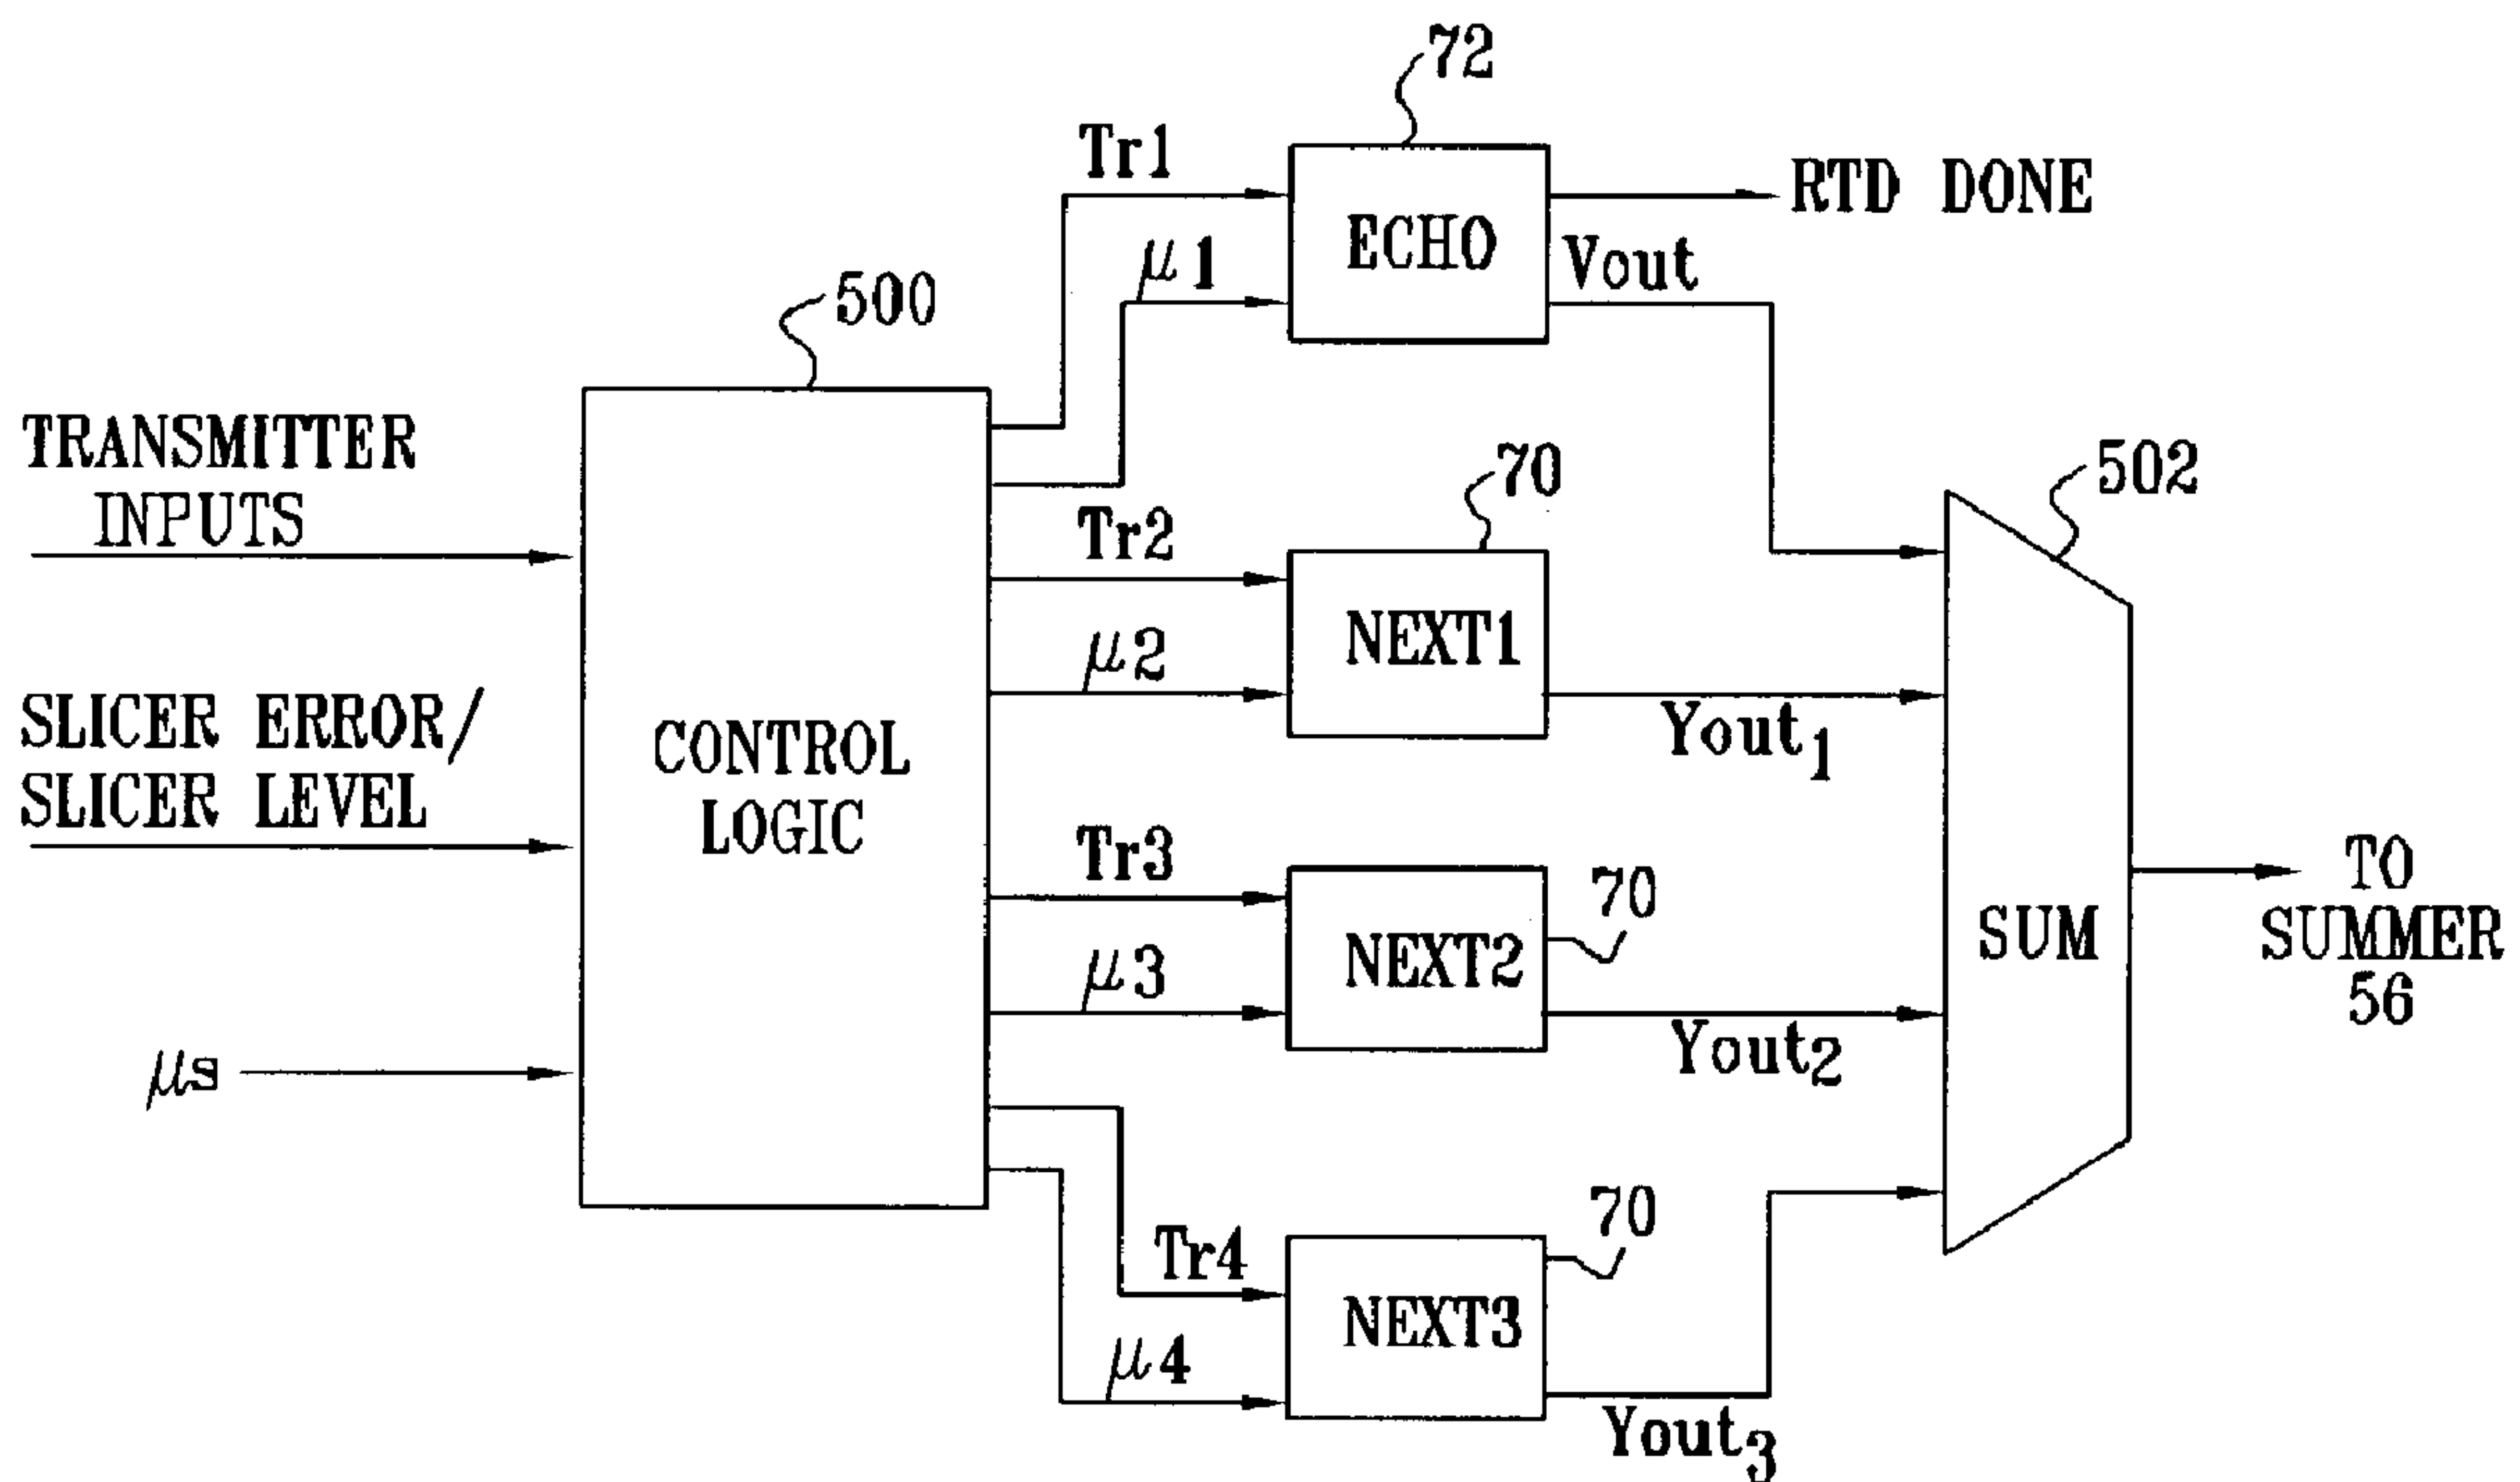 72
Tr1
RTD DONE
ECHO
μ1
Vout
500
TRANSMITTER
INPUTS
70
502
Tr2
NEXT1
μ2
Yout1
SLICER ERROR/
SLICER LEVEL
CONTROL
LOGIC
Tr3
70
NEXT2
μ3
Yout2
SUM
TO
SUMMER
56
μs
70
Tr4
NEXT3
μ4
Yout3